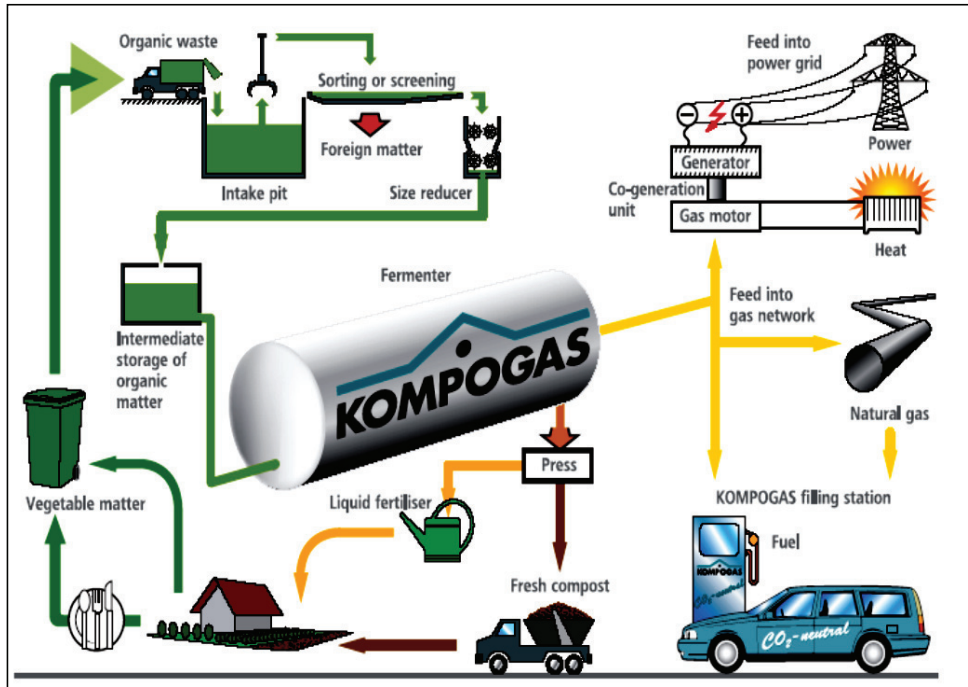 Organic waste
Sorting or screening
Foreign matter
Intake pit
Size reducer
Feed into
power grid
Power
Generator
Co-generation
unit
Gas motor
Heat
Fermenter
KOMPOGAS
Intermediate
storage of
organic
matter
Feed into
gas network
Natural gas
Press
Vegetable matter
Liquid fertiliser
KOMPOGAS filling station
Fuel
KOMPOGAS
CO₂-neutral
Fresh compost
CO₂-neutral